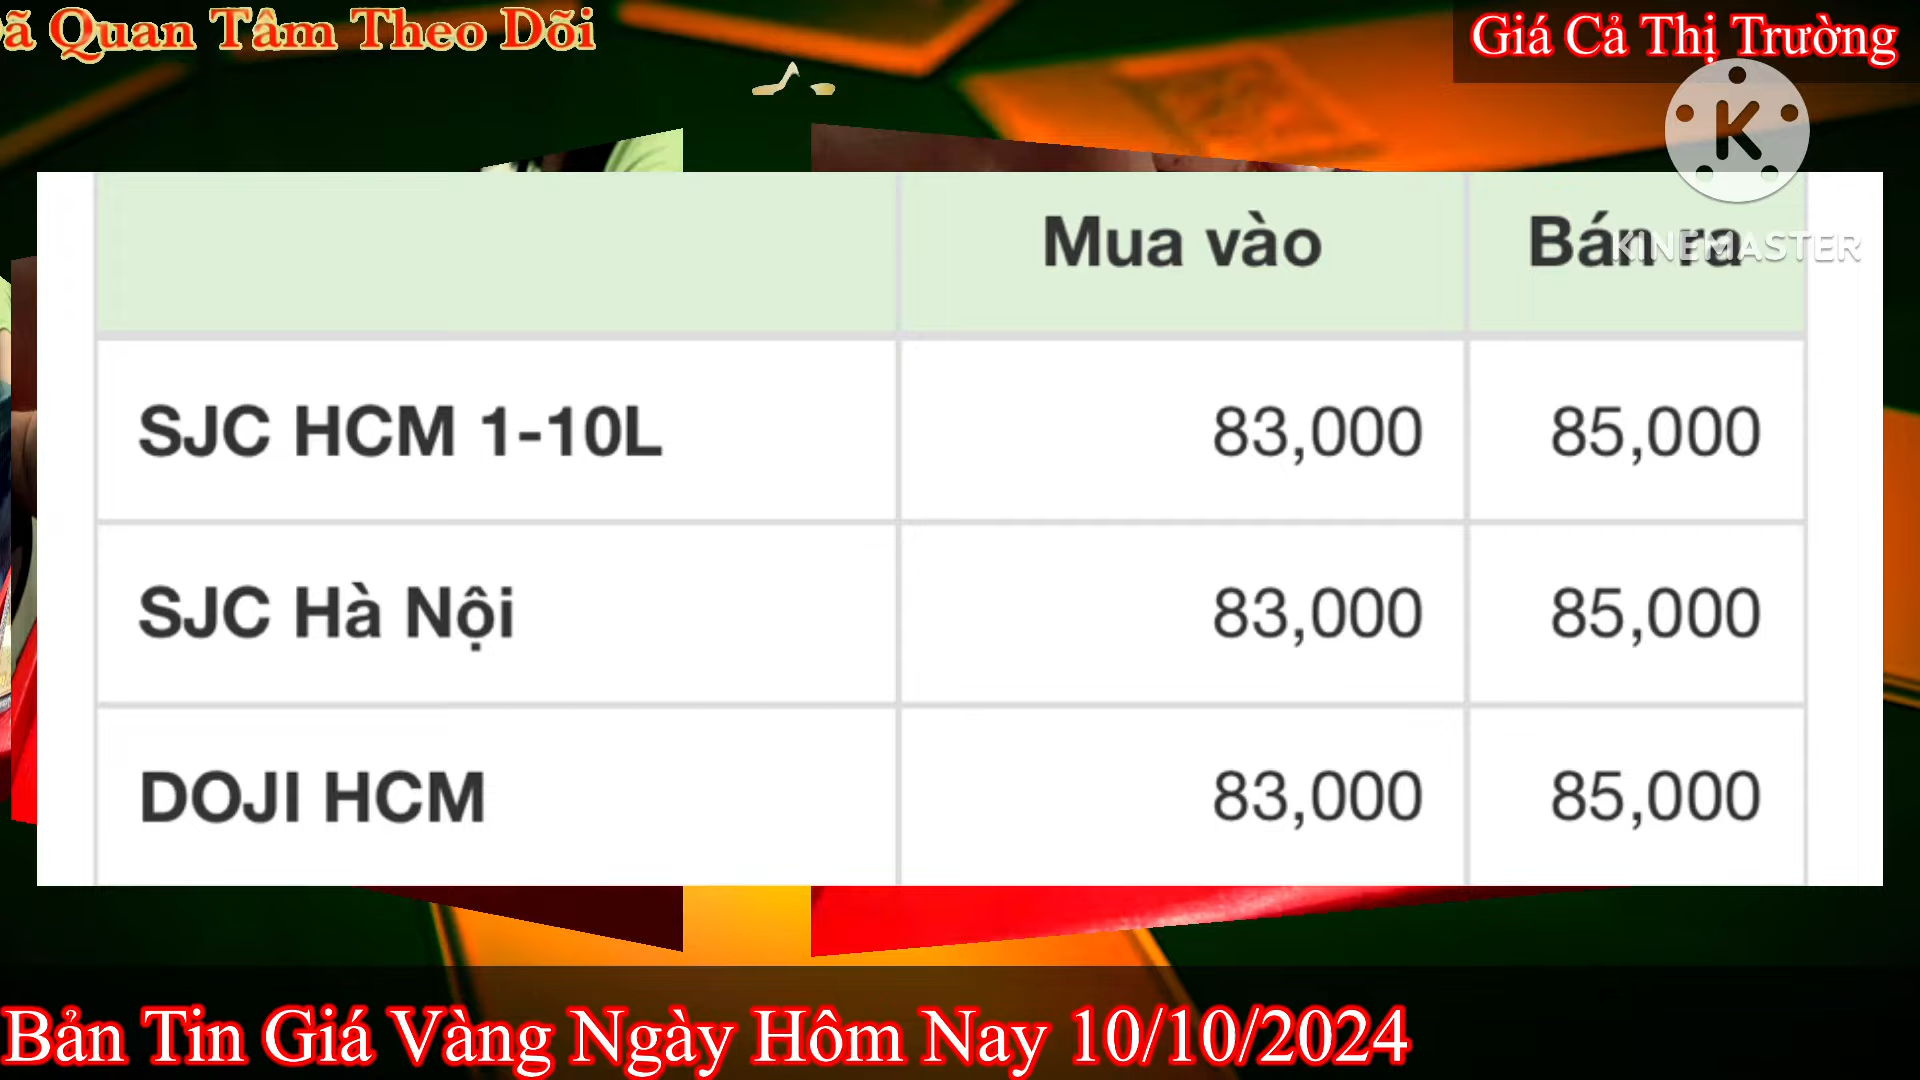 Quan Tâm Theo Dõi
Giá Cả Thị Trường
K
KINEMASTER
Mua vào Bán ra
SJC HCM 1-10L 83,000 85,000
SJC Hà Nội 83,000 85,000
DOJI HCM 83,000 85,000
Bản Tin Giá Vàng Ngày Hôm Nay 10/10/2024